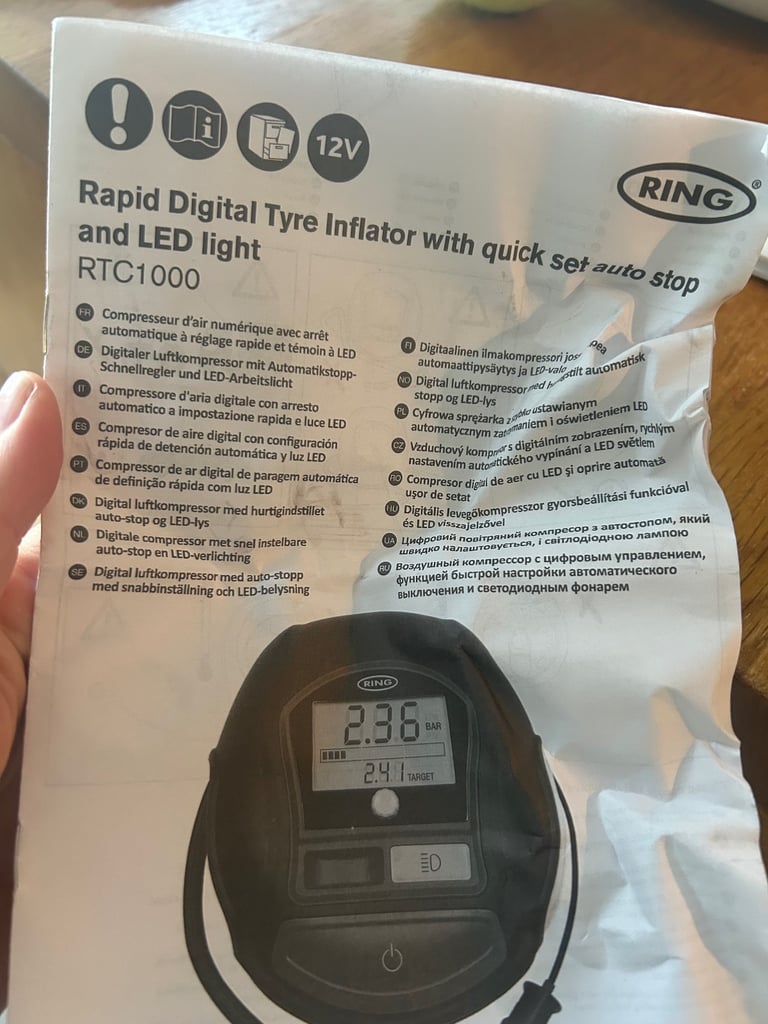 12V
RING®
Rapid Digital Tyre Inflator with quick set auto stop
and LED light
RTC1000
FR Compresseur d'air numérique avec arrêt
automatique à réglage rapide et témoin à LED
DE Digitaler Luftkompressor mit Automatikstopp-
Schnellregler und LED-Arbeitslicht
IT Compressore d'aria digitale con arresto
automatico a impostazione rapida e luce LED
ES Compresor de aire digital con configuración
rápida de detención automática y luz LED
PT Compressor de ar digital de paragem automática
de definição rápida com luz LED
DK Digital luftkompressor med hurtigindstillet
auto-stop og LED-lys
NL Digitale compressor met snel instelbare
auto-stop en LED-verlichting
SE Digital luftkompressor med auto-stopp
med snabbinställning och LED-belysning
FI Digitaalinen ilmakompressori
automaattipysäytys ja LED-valo
NO Digital luftkompressor med automatisk
stopp og LED-lys
PL Cyfrowa sprężarka ustawianym
automatycznym i oświetleniem LED
CZ Vzduchový s digitálním zobrazením, rychlým
nastavením automatického vypínání a LED světlem
RO Compresor digital de aer cu LED și oprire automată
ușor de setat
HU Digitális levegőkompresszor gyorsbeállítási funkcióval
és LED visszajelzővel
UA Цифровий повітряний компресор з автостопом, який
швидко налаштовується, і світлодіодною лампою
RU Воздушный компрессор с цифровым управлением,
функцией быстрой настройки автоматического
выключения и светодиодным фонарем
RING
2.36 BAR
2.41 TARGET